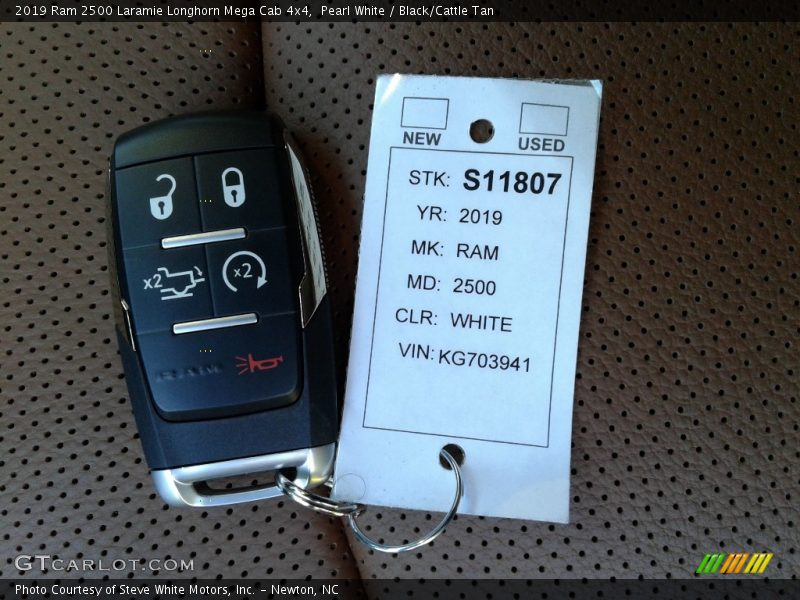 2019 Ram 2500 Laramie Longhorn Mega Cab 4x4, Pearl White / Black/Cattle Tan
NEW
USED
STK: S11807
YR: 2019
MK: RAM
MD: 2500
CLR: WHITE
VIN: KG703941
x2
x2
RAM
GTCARLOT.COM
Photo Courtesy of Steve White Motors, Inc. – Newton, NC